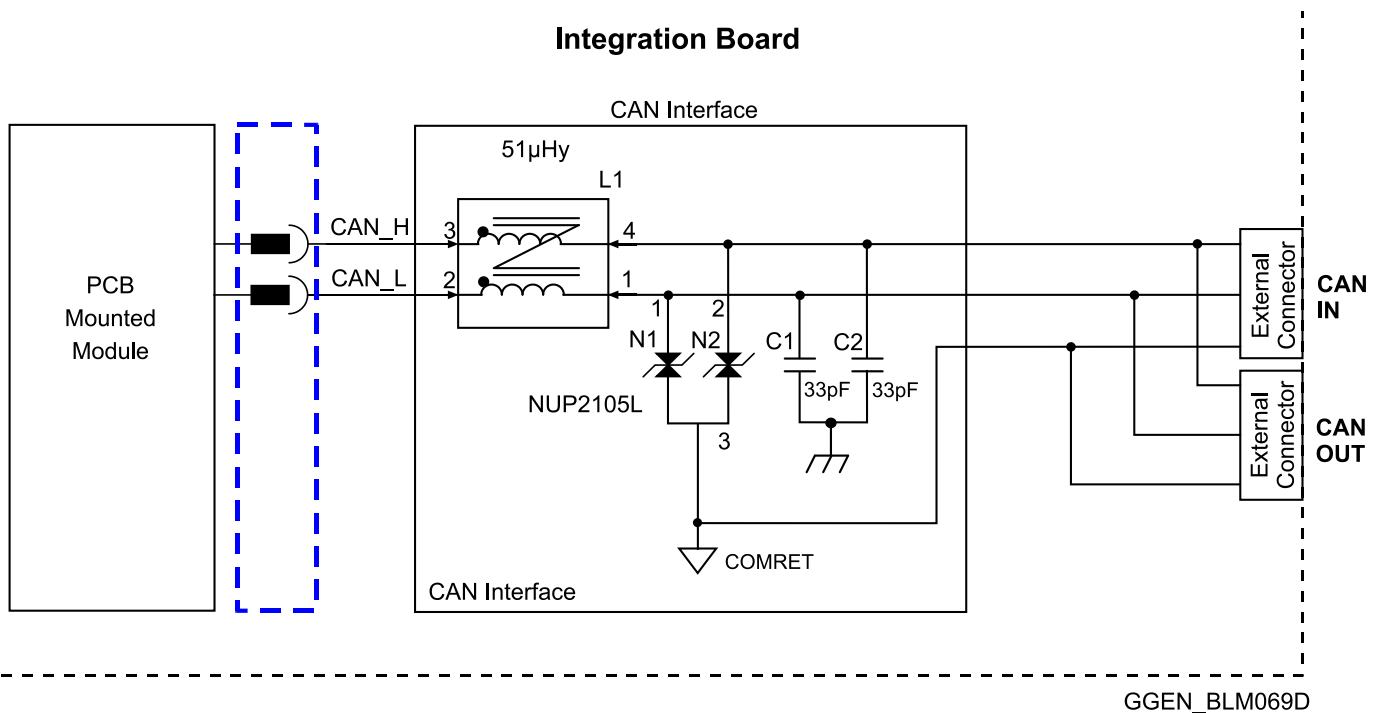 Integration Board
CAN Interface
51µHy
L1
PCB
Mounted
Module
CAN_H
3
4
CAN_L
2
1
1
2
N1
N2
C1
C2
33pF
33pF
NUP2105L
3
COMRET
CAN Interface
External
Connector
CAN
IN
External
Connector
CAN
OUT
GGEN_BLM069D